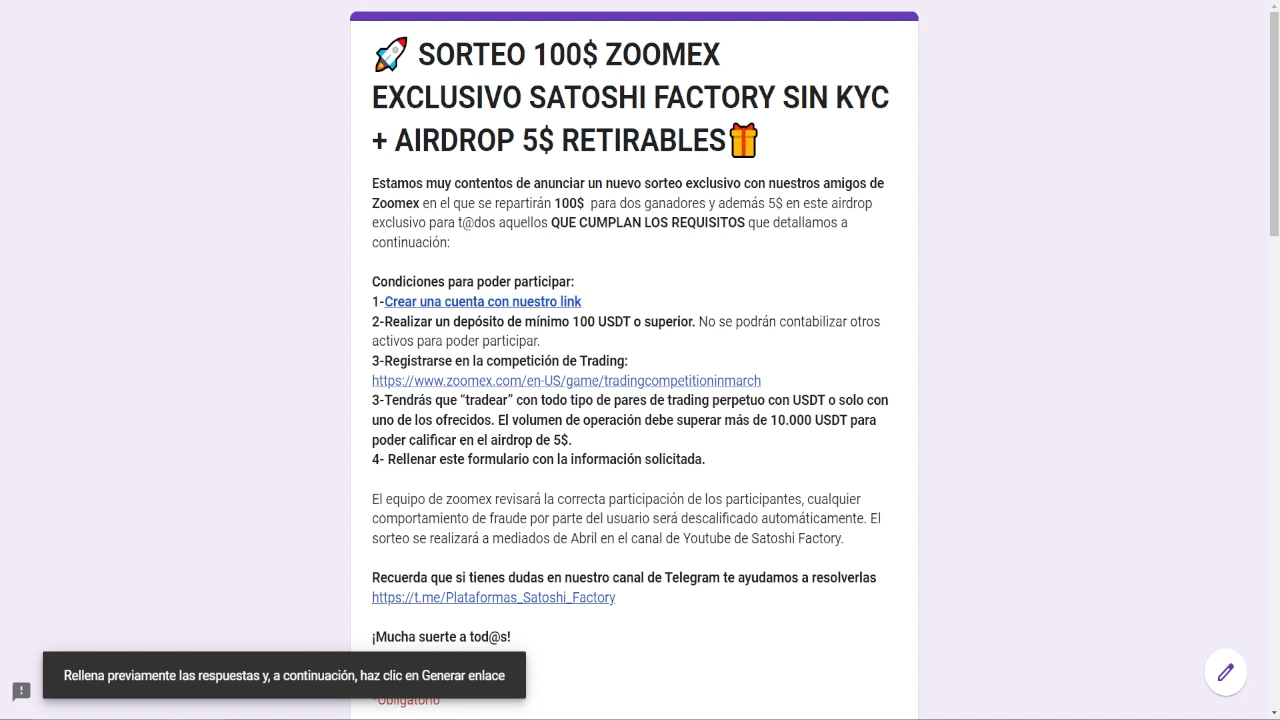 🚀 SORTEO 100$ ZOOMEX
EXCLUSIVO SATOSHI FACTORY SIN KYC
+ AIRDROP 5$ RETIRABLES🎁
Estamos muy contentos de anunciar un nuevo sorteo exclusivo con nuestros amigos de
Zoomex en el que se repartirán 100$ para dos ganadores y además 5$ en este airdrop
exclusivo para t@dos aquellos QUE CUMPLAN LOS REQUISITOS que detallamos a
continuación:
Condiciones para poder participar:
1-Crear una cuenta con nuestro link
2-Realizar un depósito de mínimo 100 USDT o superior. No se podrán contabilizar otros
activos para poder participar.
3-Registrarse en la competición de Trading:
https://www.zoomex.com/en-US/game/tradingcompetitioninmarch
3-Tendrás que “tradear” con todo tipo de pares de trading perpetuo con USDT o solo con
uno de los ofrecidos. El volumen de operación debe superar más de 10.000 USDT para
poder calificar en el airdrop de 5$.
4- Rellenar este formulario con la información solicitada.
El equipo de zoomex revisará la correcta participación de los participantes, cualquier
comportamiento de fraude por parte del usuario será descalificado automáticamente. El
sorteo se realizará a mediados de Abril en el canal de Youtube de Satoshi Factory.
Recuerda que si tienes dudas en nuestro canal de Telegram te ayudamos a resolverlas
https://t.me/Plataformas_Satoshi_Factory
¡Mucha suerte a tod@s!
Rellena previamente las respuestas y, a continuación, haz clic en Generar enlace
*Obligatorio